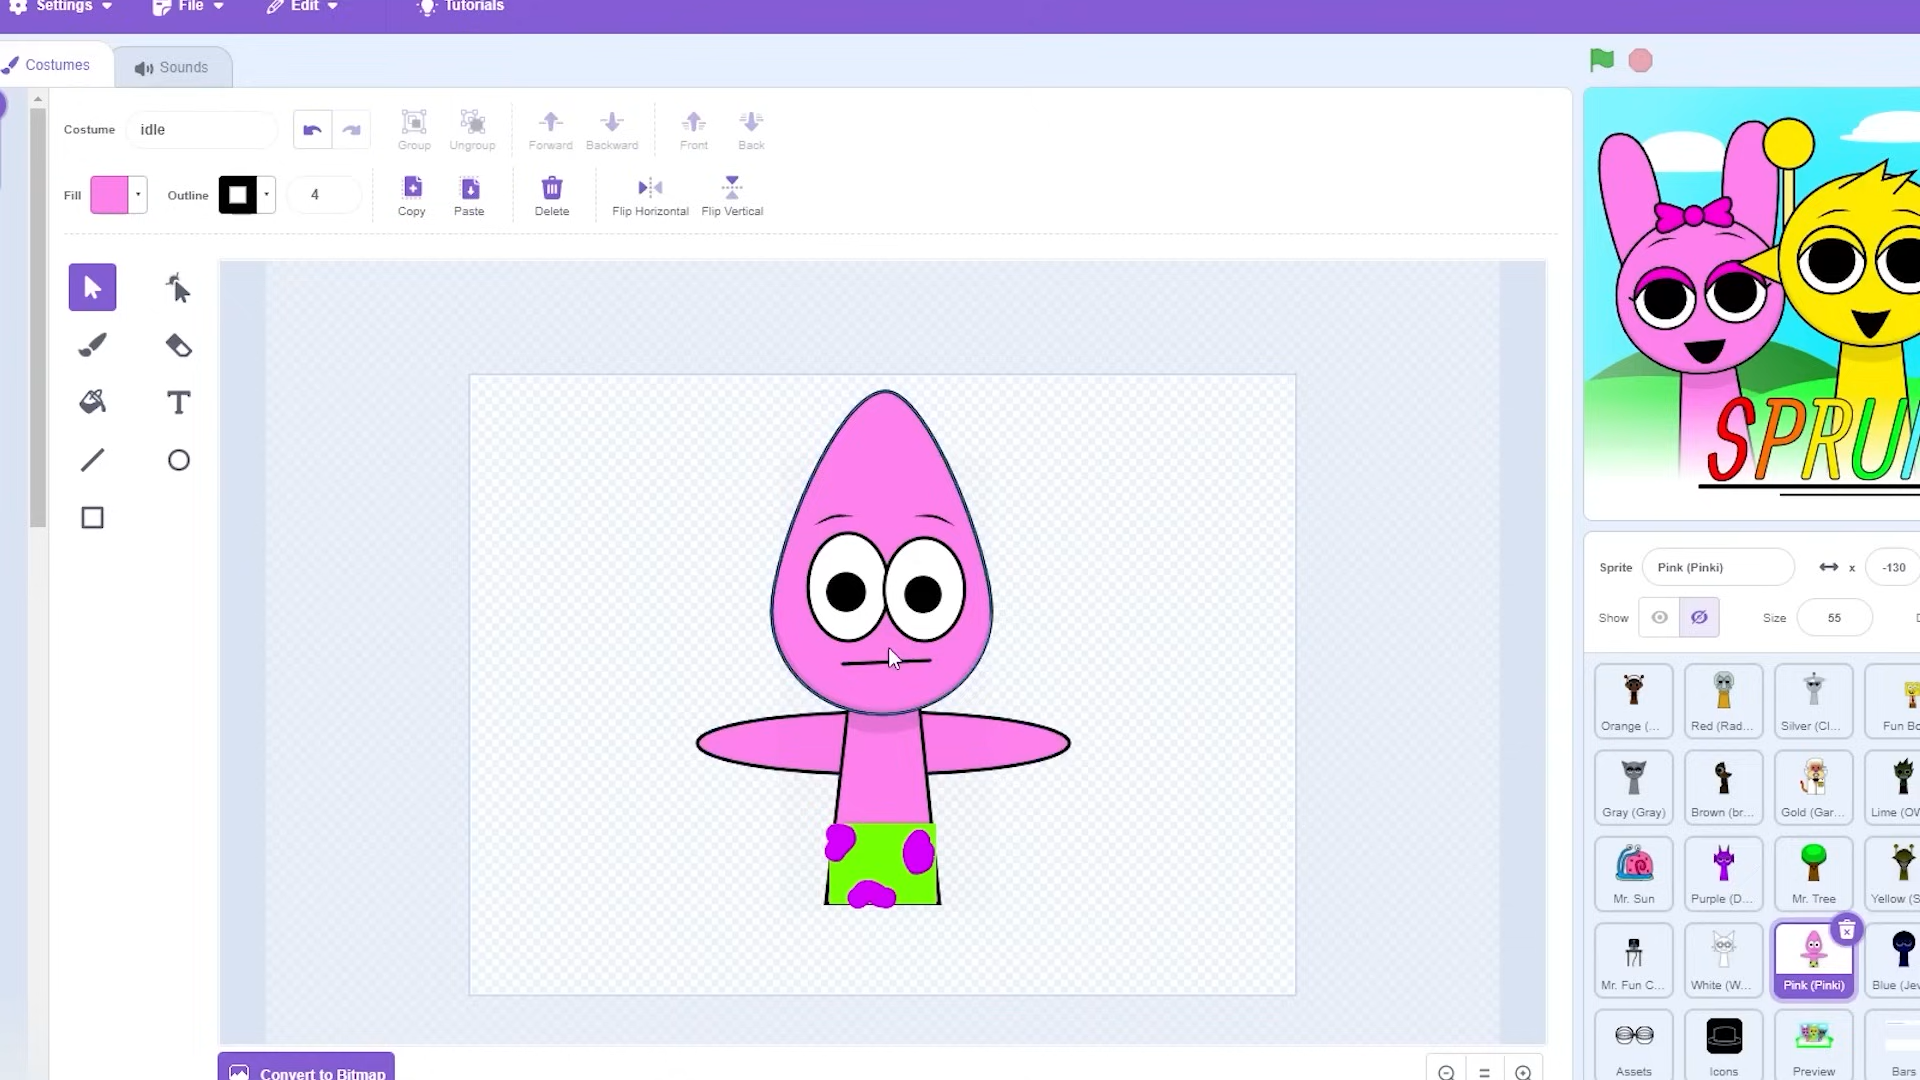 Settings File Edit Tutorials
Costumes Sounds
Costume idle Group Ungroup Forward Backward Front Back
Fill Outline 4 Copy Paste Delete Flip Horizontal Flip Vertical
SPRU
Sprite Pink (Pinki) x -130
Show Size 55
Orange (... Red (Rad... Silver (Cl... Fun Bo
Gray (Gray) Brown (br... Gold (Gar... Lime (OW
Mr. Sun Purple (D... Mr. Tree Yellow (S
Mr. Fun C... White (W... Pink (Pinki) Blue (Jev
Assets Icons Preview Bars
Convert to Bitmap